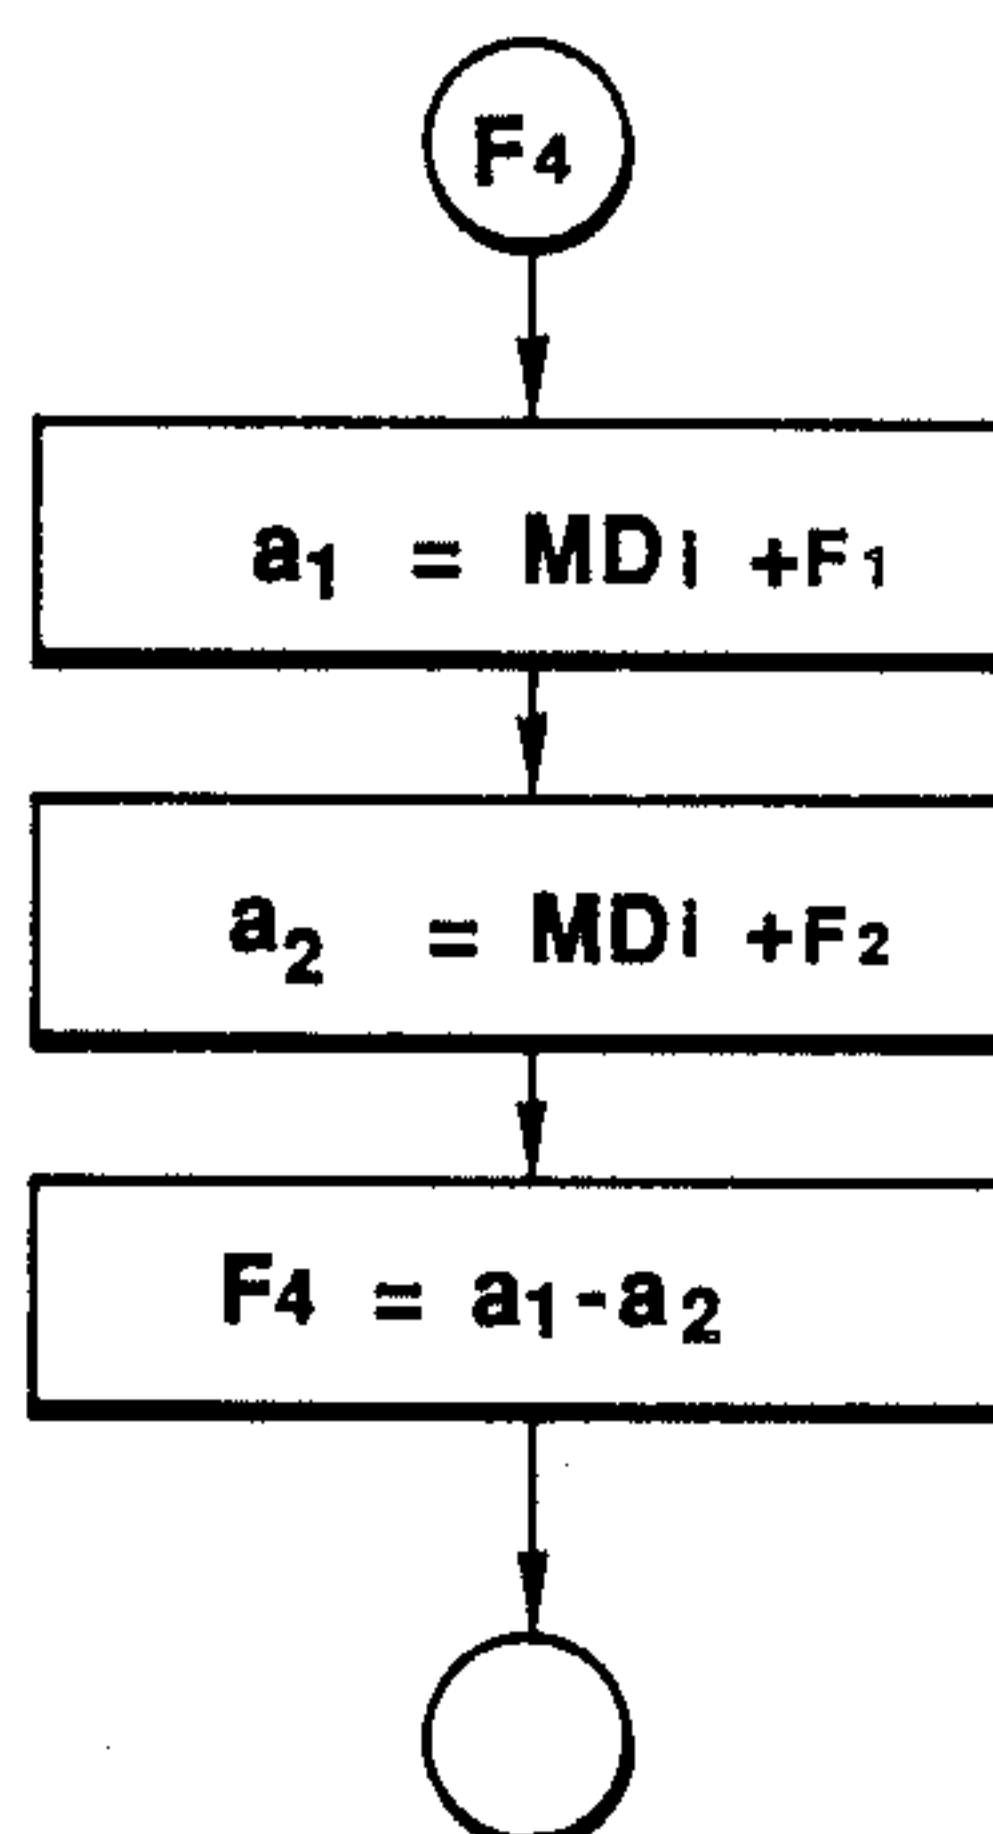 F4
a1 = MDi +F1
a2 = MDi +F2
F4 = a1-a2